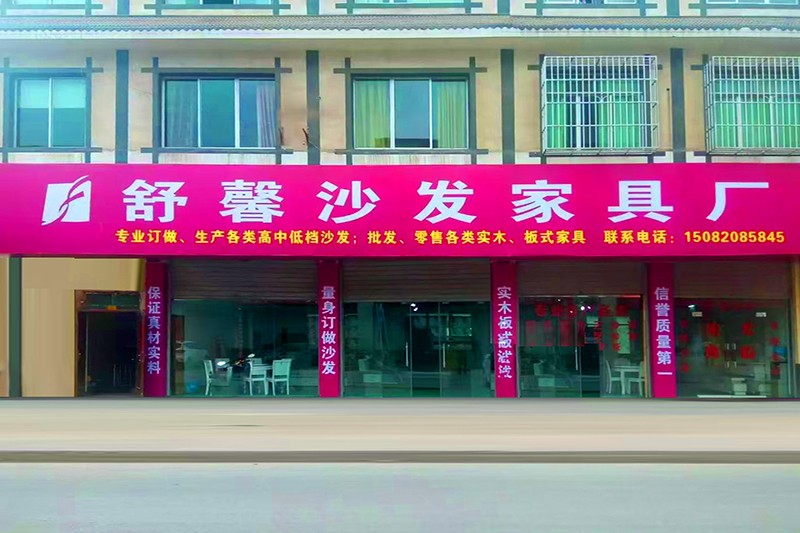 舒馨沙发家具厂
专业订做、生产各类高中低档沙发；批发、零售各类实木、板式家具 联系电话：15082085845
保证真材实料
量身订做沙发
实木板
信誉质量第一